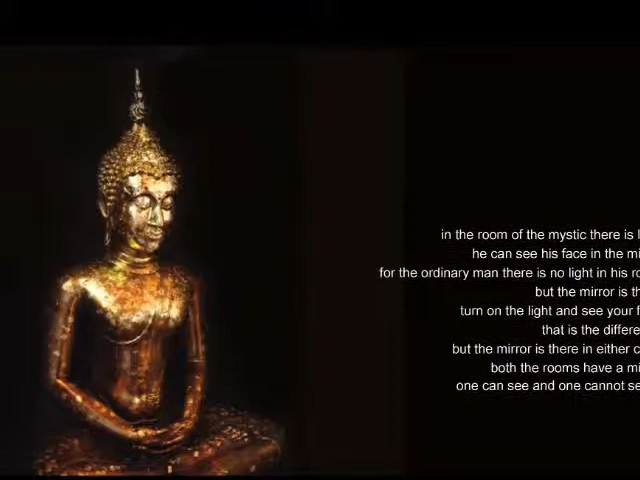 in the room of the mystic there is
he can see his face in the
for the ordinary man there is no light in his
but the mirror is
turn on the light and see your
that is the
but the mirror is there in either
both the rooms have a
one can see and one cannot